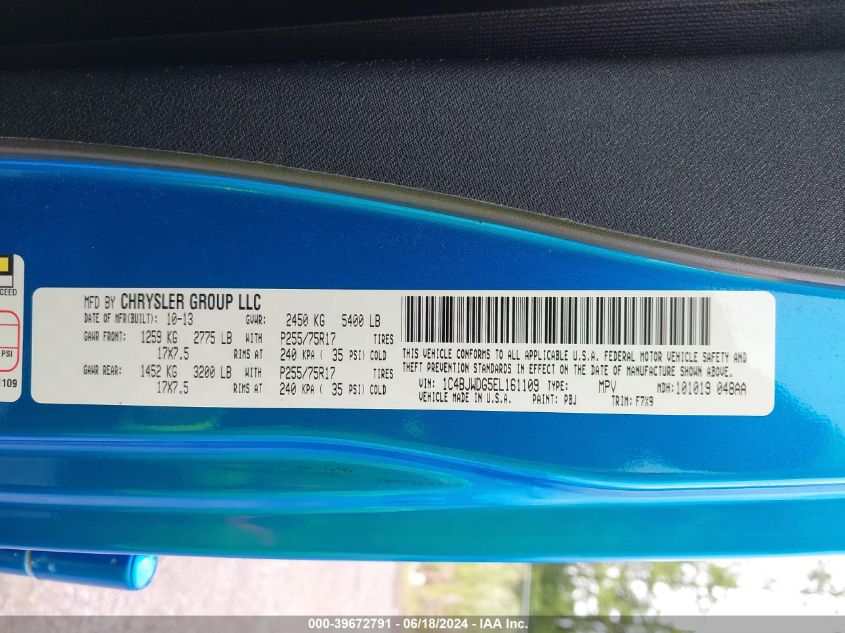 CEED
PSI
1109
MFD BY CHRYSLER GROUP LLC
DATE OF MFR(BUILT): 10-13 GVWR: 2450 KG 5400 LB
GAWR FRONT: 1259 KG 2775 LB WITH P255/75R17 TIRES
17X7.5 RIMS AT 240 KPA ( 35 PSI) COLD
GAWR REAR: 1452 KG 3200 LB WITH P255/75R17 TIRES
17X7.5 RIMS AT 240 KPA ( 35 PSI) COLD
THIS VEHICLE CONFORMS TO ALL APPLICABLE U.S.A. FEDERAL MOTOR VEHICLE SAFETY AND
THEFT PREVENTION STANDARDS IN EFFECT ON THE DATE OF MANUFACTURE SHOWN ABOVE.
VIN: 1C4BJWDG5EL161109 TYPE: MPV MDH:101019 048AA
VEHICLE MADE IN U.S.A. PAINT: PBJ TRIM: F7X9
000-39672791 - 06/18/2024 - IAA Inc.